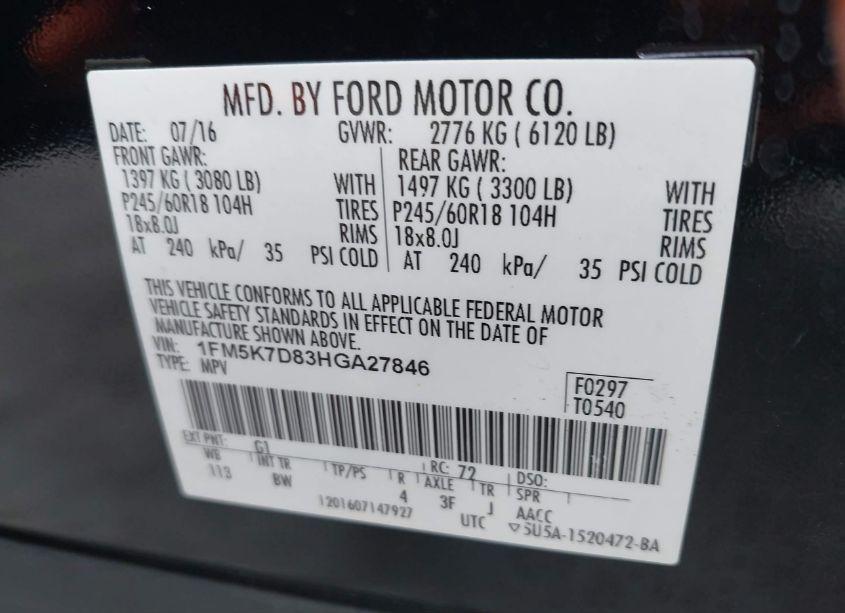 MFD. BY FORD MOTOR CO.
DATE: 07/16 GVWR: 2776 KG ( 6120 LB)
FRONT GAWR: REAR GAWR:
1397 KG ( 3080 LB) WITH 1497 KG ( 3300 LB) WITH
P245/60R18 104H TIRES P245/60R18 104H TIRES
18x8.0J RIMS 18x8.0J RIMS
AT 240 kPa/ 35 PSI COLD AT 240 kPa/ 35 PSI COLD
THIS VEHICLE CONFORMS TO ALL APPLICABLE FEDERAL MOTOR
VEHICLE SAFETY STANDARDS IN EFFECT ON THE DATE OF
MANUFACTURE SHOWN ABOVE.
VIN: 1FM5K7D83HGA27846
TYPE: MPV
F0297
T0540
EXT PNT: G1 RC: 72 DSO:
WB INT TR TP/PS R AXLE TR SPR
113 BW 4 3F J AACC
1201607147927 UTC ▽5U5A-1520472-BA